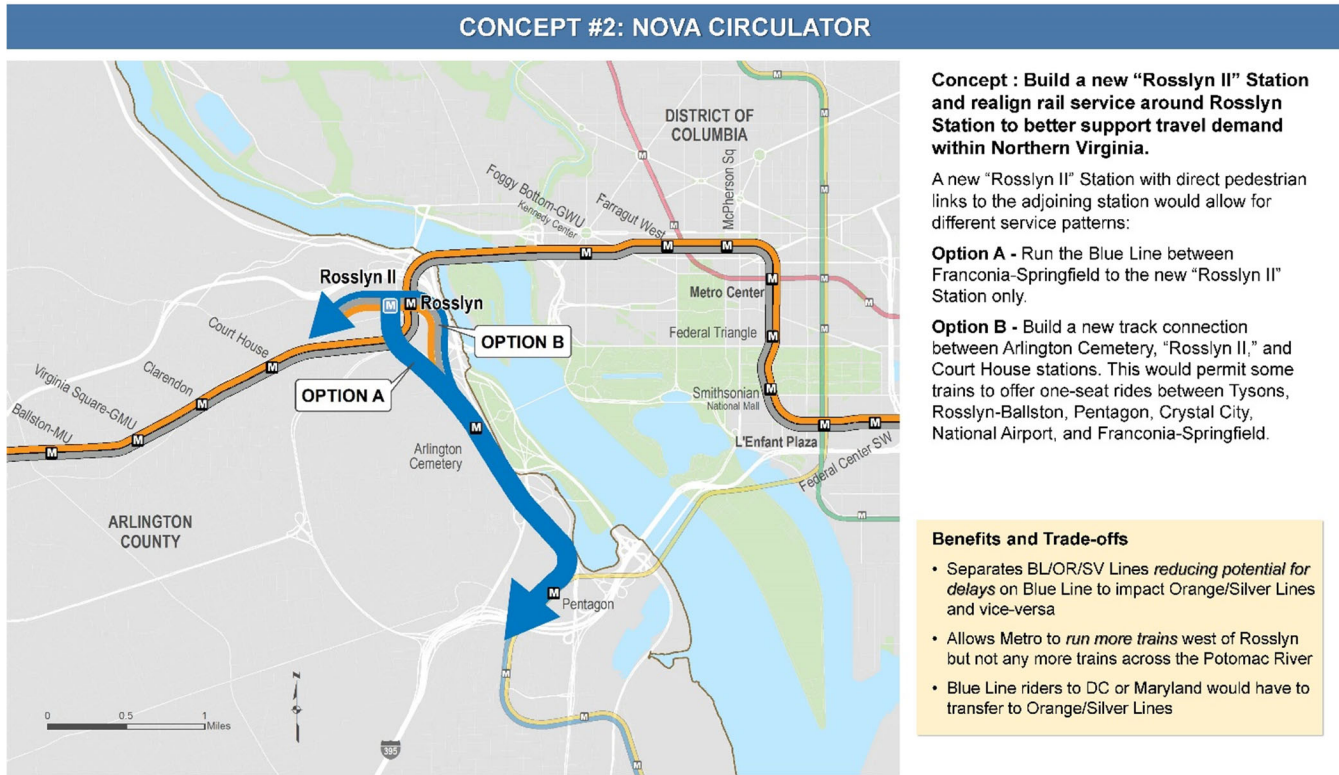 CONCEPT #2: NOVA CIRCULATOR
DISTRICT OF
COLUMBIA
McPherson Sq
Foggy Bottom-GWU
Kennedy Center
Farragut West
Rosslyn II
Rosslyn
Metro Center
Federal Triangle
Smithsonian
National Mall
L'Enfant Plaza
Federal Center SW
OPTION B
OPTION A
Court House
Clarendon
Virginia Square-GMU
Ballston-MU
Arlington
Cemetery
ARLINGTON
COUNTY
Pentagon
N
0 0.5 1
Miles
395
Concept : Build a new “Rosslyn II” Station
and realign rail service around Rosslyn
Station to better support travel demand
within Northern Virginia.
A new “Rosslyn II” Station with direct pedestrian
links to the adjoining station would allow for
different service patterns:
Option A - Run the Blue Line between
Franconia-Springfield to the new “Rosslyn II”
Station only.
Option B - Build a new track connection
between Arlington Cemetery, “Rosslyn II,” and
Court House stations. This would permit some
trains to offer one-seat rides between Tysons,
Rosslyn-Ballston, Pentagon, Crystal City,
National Airport, and Franconia-Springfield.
Benefits and Trade-offs
• Separates BL/OR/SV Lines reducing potential for
delays on Blue Line to impact Orange/Silver Lines
and vice-versa
• Allows Metro to run more trains west of Rosslyn
but not any more trains across the Potomac River
• Blue Line riders to DC or Maryland would have to
transfer to Orange/Silver Lines